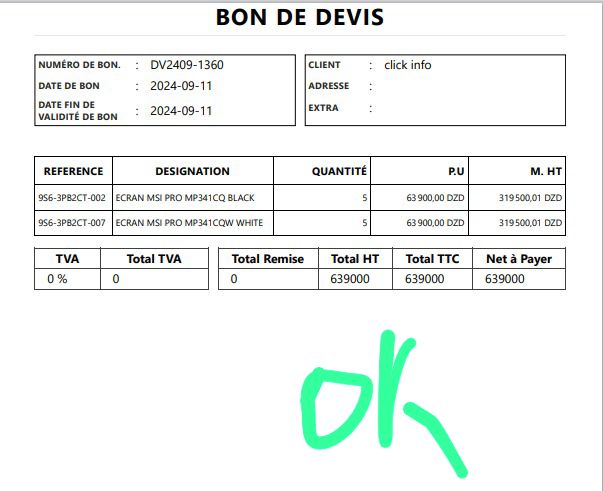 BON DE DEVIS
NUMÉRO DE BON. : DV2409-1360
DATE DE BON : 2024-09-11
DATE FIN DE
VALIDITÉ DE BON : 2024-09-11
CLIENT : click info
ADRESSE :
EXTRA :
REFERENCE DESIGNATION QUANTITÉ P.U M. HT
9S6-3PB2CT-002 ECRAN MSI PRO MP341CQ BLACK 5 63 900,00 DZD 319 500,01 DZD
9S6-3PB2CT-007 ECRAN MSI PRO MP341CQW WHITE 5 63 900,00 DZD 319 500,01 DZD
TVA Total TVA Total Remise Total HT Total TTC Net à Payer
0 % 0 0 639000 639000 639000
OK